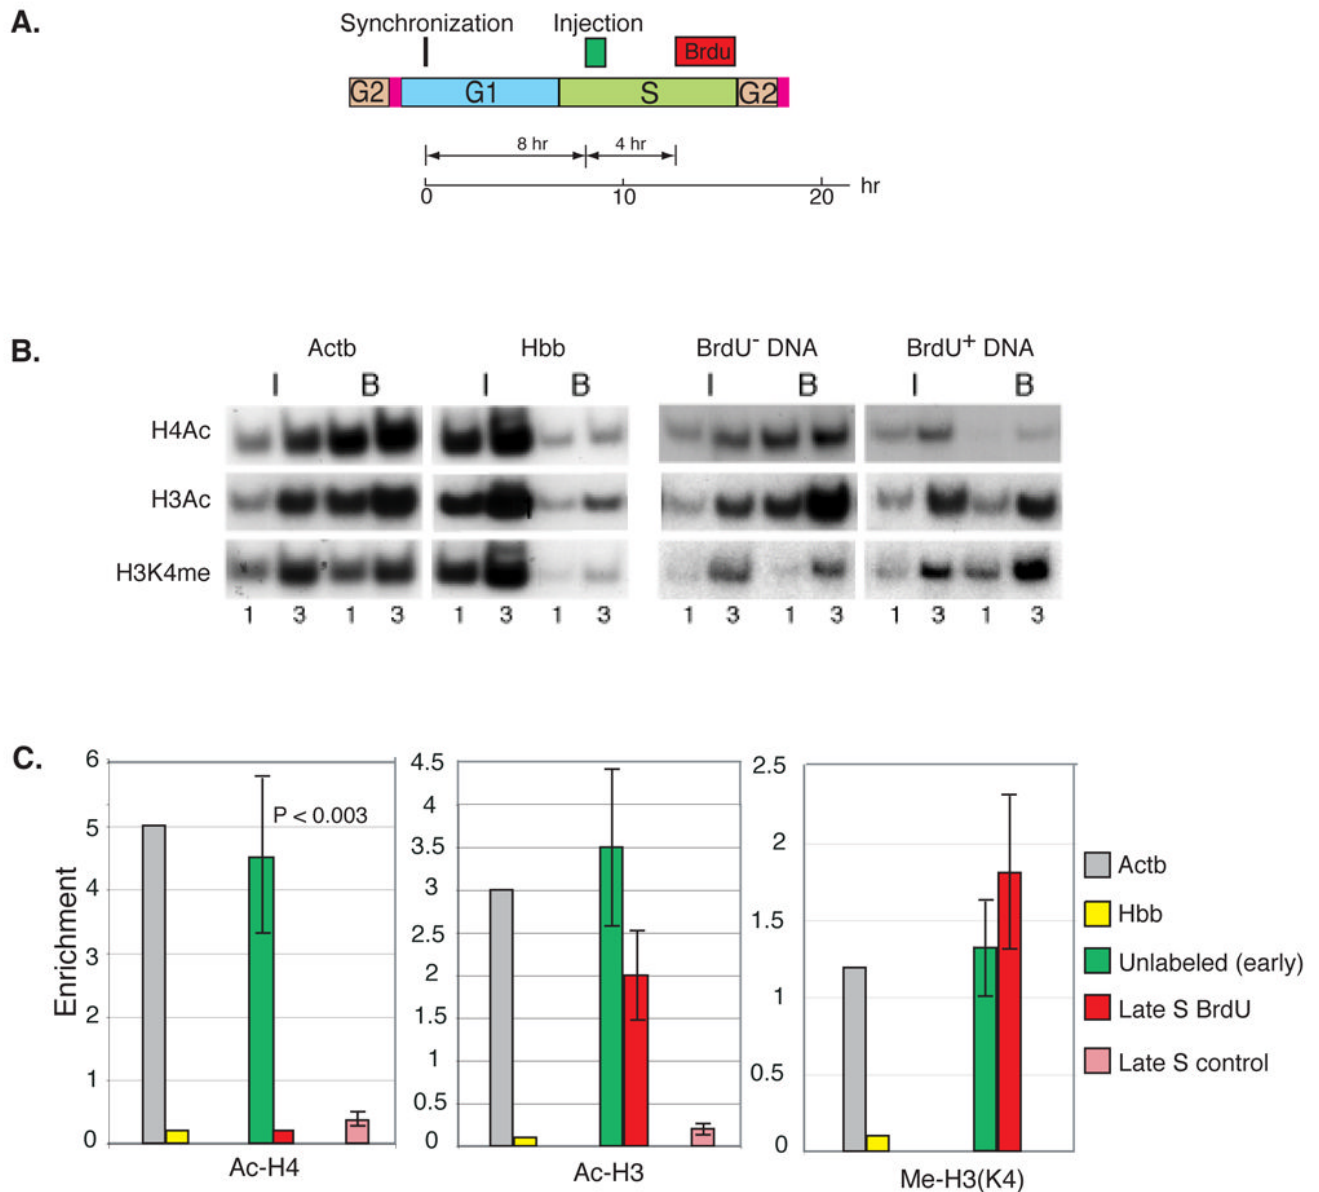 A.
Synchronization Injection
Brdu
G2 G1 S G2
8 hr 4 hr
0 10 20 hr
B.
Actb Hbb BrdU- DNA BrdU+ DNA
I B I B I B I B
H4Ac
H3Ac
H3K4me
1 3 1 3 1 3 1 3 1 3 1 3 1 3 1 3
C.
Enrichment
6
5
4
3
2
1
0
P < 0.003
Ac-H4
4.5
4
3.5
3
2.5
2
1.5
1
0.5
0
Ac-H3
2.5
2
1.5
1
0.5
0
Me-H3(K4)
Actb
Hbb
Unlabeled (early)
Late S BrdU
Late S control